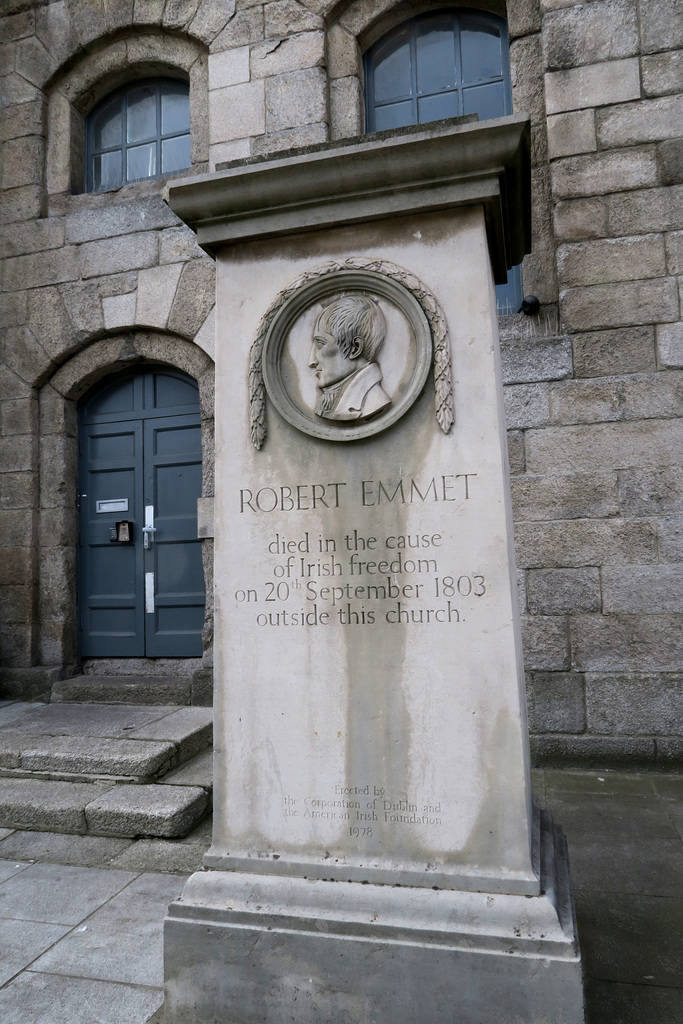 ROBERT EMMET
died in the cause
of Irish freedom
on 20th September 1803
outside this church.
Erected by
the Corporation of Dublin and
the American Irish Foundation
1978